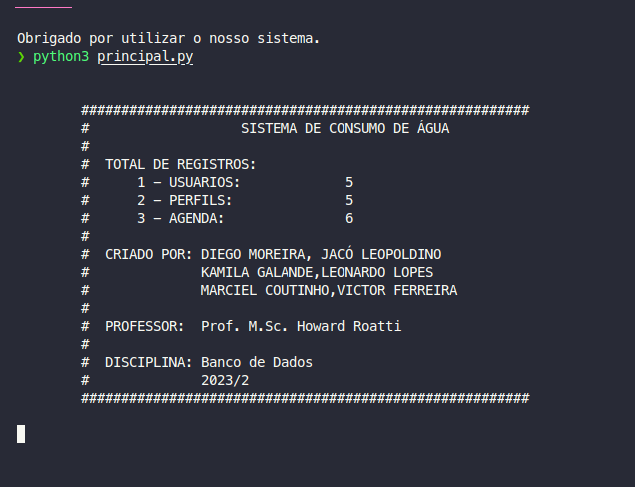 Obrigado por utilizar o nosso sistema.
❯ python3 principal.py
########################################################
# SISTEMA DE CONSUMO DE ÁGUA
#
# TOTAL DE REGISTROS:
# 1 – USUARIOS: 5
# 2 – PERFILS: 5
# 3 – AGENDA: 6
#
# CRIADO POR: DIEGO MOREIRA, JACÓ LEOPOLDINO
# KAMILA GALANDE,LEONARDO LOPES
# MARCIEL COUTINHO,VICTOR FERREIRA
#
# PROFESSOR: Prof. M.Sc. Howard Roatti
#
# DISCIPLINA: Banco de Dados
# 2023/2
########################################################